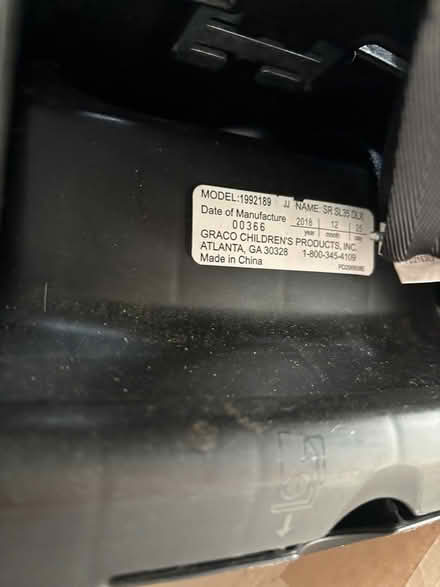 MODEL:1992189 JJ NAME: SR SL35 DLX
Date of Manufacture 2018 12 25
00366 year month day
GRACO CHILDREN'S PRODUCTS, INC.
ATLANTA, GA 30328 1-800-345-4109
Made in China